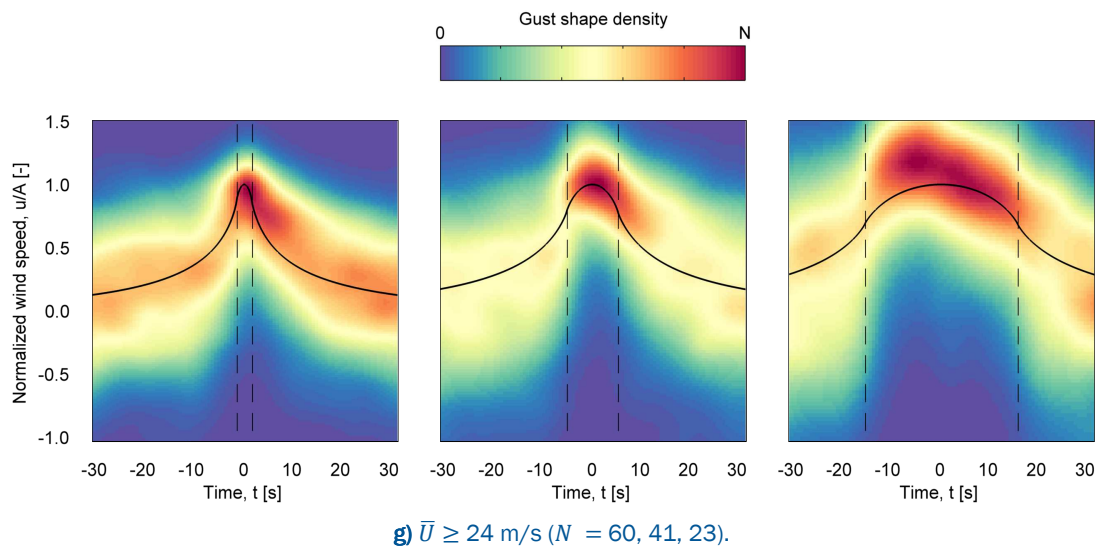 Gust shape density
0 N
Normalized wind speed, u/A [-]
1.5
1.0
0.5
0.0
-0.5
-1.0
-30 -20 -10 0 10 20 30
Time, t [s]
-30 -20 -10 0 10 20 30
Time, t [s]
-30 -20 -10 0 10 20 30
Time, t [s]
g) U̅ ≥ 24 m/s (N = 60, 41, 23).